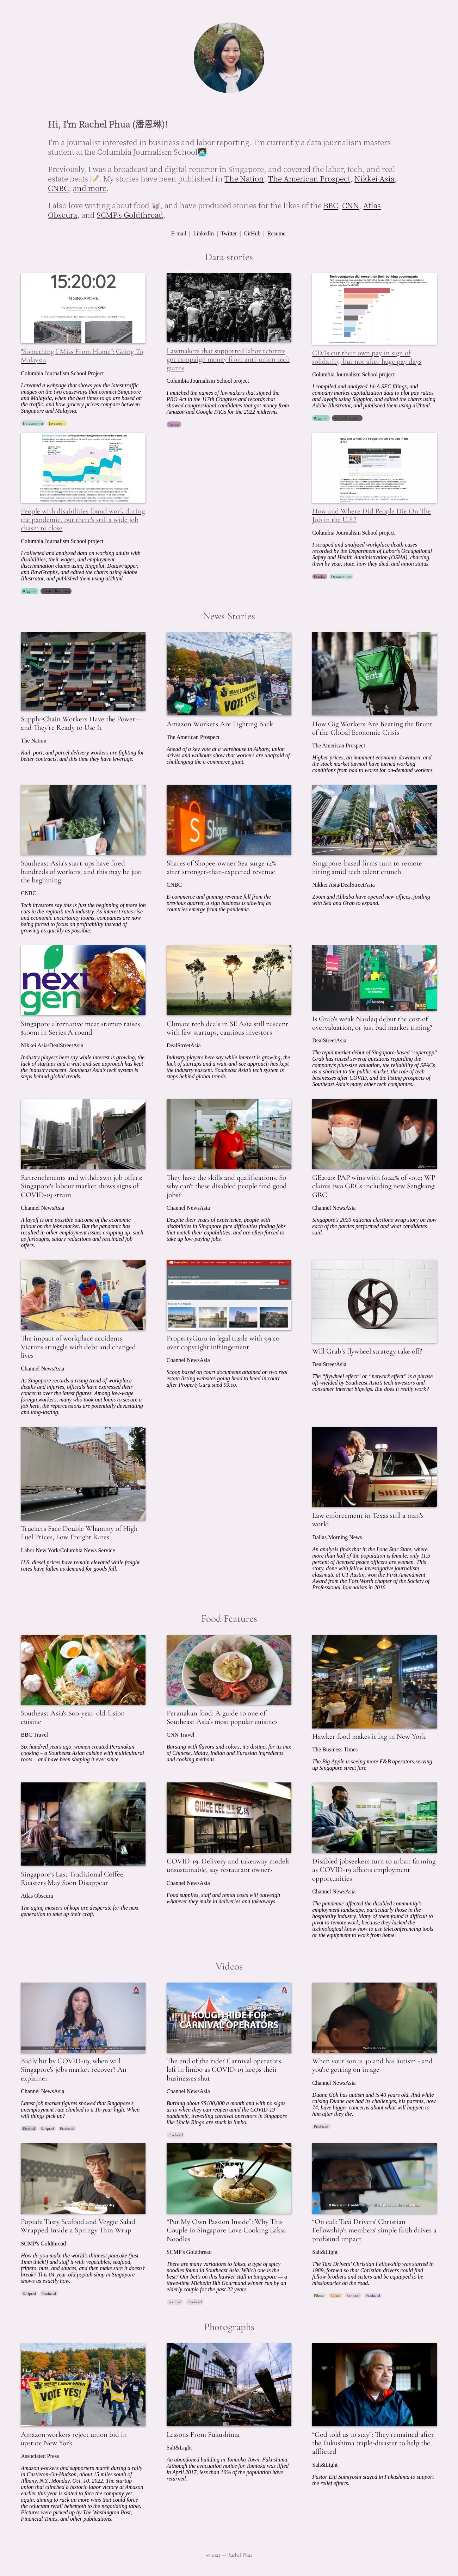 Hi, I'm Rachel Phua (潘恩琳)!
I'm a journalist interested in business and labor reporting. I'm currently a data journalism masters
student at the Columbia Journalism School
Previously, I was a broadcast and digital reporter in Singapore, and covered the labor, tech, and real
estate beats 📝. My stories have been published in The Nation, The American Prospect, Nikkei Asia,
CNBC, and more.
I also love writing about food 🥡, and have produced stories for the likes of the BBC, CNN, Atlas
Obscura, and SCMP's Goldthread.
E-mail | LinkedIn | Twitter | GitHub | Resume
Data stories
15:20:02
IN SINGAPORE,
"Something I Miss From Home": Going To
Malaysia
Columbia Journalism School Project
I created a webpage that shows you the latest traffic
images on the two causeways that connect Singapore
and Malaysia, when the best times to go are based on
the traffic, and how grocery prices compare between
Singapore and Malaysia.
Datawrapper Javascript
Lawmakers that supported labor reforms
got campaign money from anti-union tech
giants
Columbia Journalism School project
I matched the names of lawmakers that signed the
PRO Act in the 117th Congress and records that
showed congressional candidates who got money from
Amazon and Google PACs for the 2022 midterms.
Pandas
Tech companies did worse than their banking counterparts
CEOs cut their own pay in sign of
solidarity, but not after huge pay days
Columbia Journalism School project
I compiled and analyzed 14-A SEC filings, and
company market capitalization data to plot pay ratios
and layoffs using R and ggplot, edited the charts with
Adobe Illustrator, and published them using ai2html.
R/ggplot Adobe Illustrator
People with disabilities found work during
the pandemic, but there's still a wide job
chasm to close
Columbia Journalism School project
I collected and analyzed data on working adults with
disabilities, their wages, and employment
discrimination claims using R/ggplot, Datawrapper,
and RawGraphs, and edited the charts using Adobe
Illustrator, and published them using ai2html.
R/ggplot Adobe Illustrator
How and Where Did People Die On The Job in the
U.S.?
How and Where Did People Die On The
Job in the U.S.?
Columbia Journalism School project
I scraped and analyzed workplace death cases
recorded by the Department of Labor's Occupational
Safety and Health Administrations (OSHA), charting
them by year, state, how they died, and union status.
Pandas Datawrapper
News Stories
Supply-Chain Workers Have the Power—
and They're Ready to Use It
The Nation
Rail, port, and parcel delivery workers are fighting for
better contracts, and this time they have leverage.
VOTE YES!
Amazon Workers Are Fighting Back
The American Prospect
Ahead of a key vote at a warehouse in Albany, union
drives and walkouts show that workers are unafraid of
challenging the e-commerce giant.
Uber
Eats
How Gig Workers Are Bearing the Brunt
of the Global Economic Crisis
The American Prospect
Higher prices, an imminent economic downturn, and
the stock market turmoil have turned working
conditions from bad to worse for on-demand workers.
Southeast Asia's start-ups have fired
hundreds of workers, and this may be just
the beginning
CNBC
Tech investors say this is just the beginning of more job
cuts in the region's tech industry. As interest rates rise
and economic uncertainty looms, companies are now
being forced to focus on profitability instead of
growing as quickly as possible.
Shares of Shopee-owner Sea surge 14%
after stronger-than-expected revenue
CNBC
E-commerce and gaming revenue fell from the
previous quarter, a sign business is slowing as
countries emerge from the pandemic.
Singapore-based firms turn to remote
hiring amid tech talent crunch
Nikkei Asia/DealStreetAsia
Zoom and Alibaba have opened new offices, jostling
with Sea and Grab to expand.
next
gen
Singapore alternative meat startup raises
$100m in Series A round
Nikkei Asia/DealStreetAsia
Industry players here say while interest is growing, the
lack of startups and a wait-and-see approach has kept
the industry nascent. Southeast Asia's tech system is
steps behind global trends.
Climate tech deals in SE Asia still nascent
with few startups, cautious investors
DealStreetAsia
Industry players here say while interest is growing, the
lack of startups and a wait-and-see approach has kept
the industry nascent. Southeast Asia's tech system is
steps behind global trends.
Is Grab's weak Nasdaq debut the cost of
overvaluation, or just bad market timing?
DealStreetAsia
The tepid market debut of Singapore-based "superapp"
Grab has raised several questions regarding the
company's plus-size valuation, the reliability of SPACs
as a shortcut to the public market, the role of tech
businesses after COVID, and the listing prospects of
Southeast Asia's many other tech companies.
Retrenchments and withdrawn job offers:
Singapore's labour market shows signs of
COVID-19 strain
Channel NewsAsia
A layoff is one possible outcome of the economic
fallout on the job market. But the pandemic has
resulted in other employment issues cropping up, such
as furloughs, salary reductions and rescinded job
offers.
They have the skills and qualifications. So
why can't these disabled people find good
jobs?
Channel NewsAsia
Despite their years of experience, people with
disabilities in Singapore face difficulties finding jobs
that match their capabilities, and are often forced to
take up low-paying jobs.
GE2020: PAP wins with 61.24% of vote; WP
claims two GRCs including new Sengkang
GRC
Channel NewsAsia
Singapore's 2020 national elections wrap story on how
each of the parties performed and what candidates
said.
The impact of workplace accidents:
Victims struggle with debt and changed
lives
Channel NewsAsia
As Singapore records a rising trend of workplace
deaths and injuries, officials have expressed their
concerns over the latest figures. Among low-wage
foreign workers, many who took out loans to secure a
job here, the repercussions are potentially devastating
and long-lasting.
PropertyGuru in legal tussle with 99.co
over copyright infringement
Channel NewsAsia
Scoop based on court documents attained on two real
estate listing websites going head to head in court
after PropertyGuru sued 99.co.
Will Grab's flywheel strategy take off?
DealStreetAsia
The "flywheel effect" or "network effect" is a phrase
oft-wielded by Southeast Asia's tech investors and
consumer internet bigwigs. But does it really work?
Truckers Face Double Whammy of High
Fuel Prices, Low Freight Rates
Labor New York/Columbia News Service
U.S. diesel prices have remain elevated while freight
rates have fallen as demand for goods fall.
SHERIFF
Law enforcement in Texas still a man's
world
Dallas Morning News
An analysis finds that in the Lone Star State, where
more than half of the population is female, only 11.5
percent of licensed peace officers are women. This
story, done with fellow investigative journalism
classmate at UT Austin, won the First Amendment
Award from the Fort Worth chapter of the Society of
Professional Journalists in 2016.
Food Features
Southeast Asia's 600-year-old fusion
cuisine
BBC Travel
Six hundred years ago, women created Peranakan
cooking – a Southeast Asian cuisine with multicultural
roots – and have been shaping it ever since.
Peranakan food: A guide to one of
Southeast Asia's most popular cuisines
CNN Travel
Bursting with flavors and colors, it's distinct for its mix
of Chinese, Malay, Indian and Eurasian ingredients
and cooking methods.
Hawker food makes it big in New York
The Business Times
The Big Apple is seeing more F&B operators serving
up Singapore street fare
Singapore's Last Traditional Coffee
Roasters May Soon Disappear
Atlas Obscura
The aging masters of kopi are desperate for the next
generation to take up their craft.
GUAN KEE
COVID-19: Delivery and takeaway models
unsustainable, say restaurant owners
Channel NewsAsia
Food supplies, staff and rental costs will outweigh
whatever they make in deliveries and takeaways.
Disabled jobseekers turn to urban farming
as COVID-19 affects employment
opportunities
Channel NewsAsia
The pandemic affected the disabled community's
employment landscape, particularly those in the
hospitality industry. Many of them found it difficult to
pivot to remote work, because they lacked the
technological know-how to use teleconferencing tools
or the equipment to work from home.
Videos
Badly hit by COVID-19, when will
Singapore's jobs market recover? An
explainer
Channel NewsAsia
Latest job market figures showed that Singapore's
unemployment rate climbed to a 16-year high. When
will things pick up?
Fronted Scripted Produced
ROUGH RIDE FOR
CARNIVAL OPERATORS
The end of the ride? Carnival operators
left in limbo as COVID-19 keeps their
businesses shut
Channel NewsAsia
Burning about S$100,000 a month and with no signs
as to when they can reopen amid the COVID-19
pandemic, travelling carnival operators in Singapore
like Uncle Ringo are stuck in limbo.
Produced
When your son is 40 and has autism - and
you're getting on in age
Channel NewsAsia
Duane Goh has autism and is 40 years old. And while
raising Duane has had its challenges, his parents, now
74, have bigger concerns about what will happen to
him after they die.
Produced
Popiah: Tasty Seafood and Veggie Salad
Wrapped Inside a Springy Thin Wrap
SCMP's Goldthread
How do you make the world's thinnest pancake (just
1mm thick!) and stuff it with vegetables, seafood,
fritters, nuts, and sauces, and then make sure it doesn't
break? This 84-year-old popiah shop in Singapore
shows us exactly how.
Scripted Produced
"Put My Own Passion Inside": Why This
Couple in Singapore Love Cooking Laksa
Noodles
SCMP's Goldthread
There are many variations to laksa, a type of spicy
noodles found in Southeast Asia. Which one is the
best? Our bet's on this hawker stall in Singapore — a
three-time Michelin Bib Gourmand winner run by an
elderly couple for the past 22 years.
Scripted Produced
"On call: Taxi Drivers' Christian
Fellowship's members' simple faith drives a
profound impact
Salt&Light
The Taxi Drivers' Christian Fellowship was started in
1989, formed so that Christian drivers could find
fellow brothers and sisters and be equipped to be
missionaries on the road.
Filmed Edited Scripted Produced
Photographs
VOTE YES!
Amazon workers reject union bid in
upstate New York
Associated Press
Amazon workers and supporters march during a rally
in Castleton-On-Hudson, about 15 miles south of
Albany, N.Y., Monday, Oct. 10, 2022. The startup
union that clinched a historic labor victory at Amazon
earlier this year is slated to face the company yet
again, aiming to rack up more wins that could force
the reluctant retail behemoth to the negotiating table.
Pictures were picked up by The Washington Post,
Financial Times, and other publications.
Lessons From Fukushima
Salt&Light
An abandoned building in Tomioka Town, Fukushima.
Although the evacuation notice for Tomioka was lifted
in April 2017, less than 10% of the population have
returned.
"God told us to stay": They remained after
the Fukushima triple-disaster to help the
afflicted
Salt&Light
Pastor Eiji Sumiyoshi stayed in Fukushima to support
the relief efforts.
© 2023 — Rachel Phua